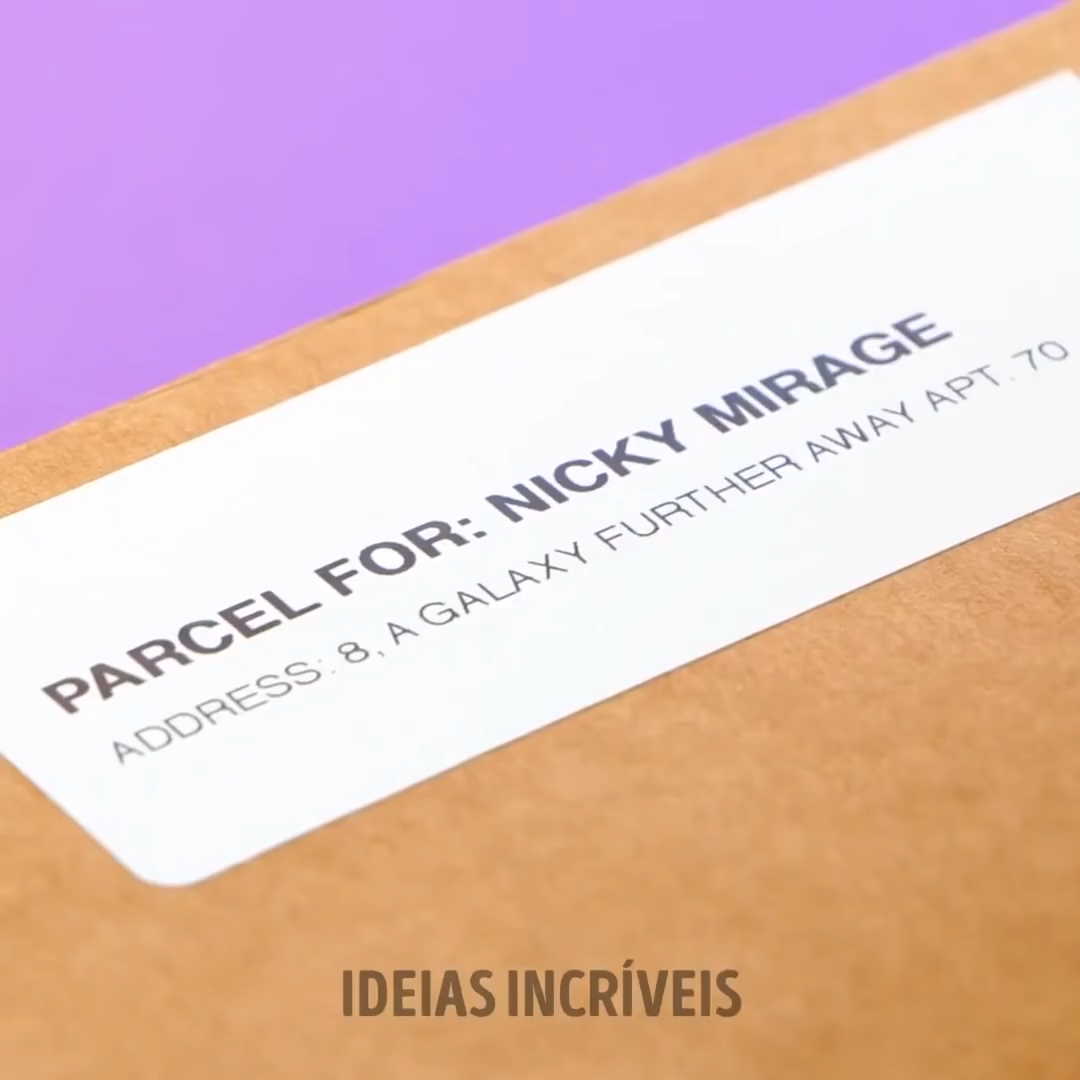 PARCEL FOR: NICKY MIRAGE
ADDRESS: 8, A GALAXY FURTHER AWAY APT. 70
IDEIAS INCRÍVEIS